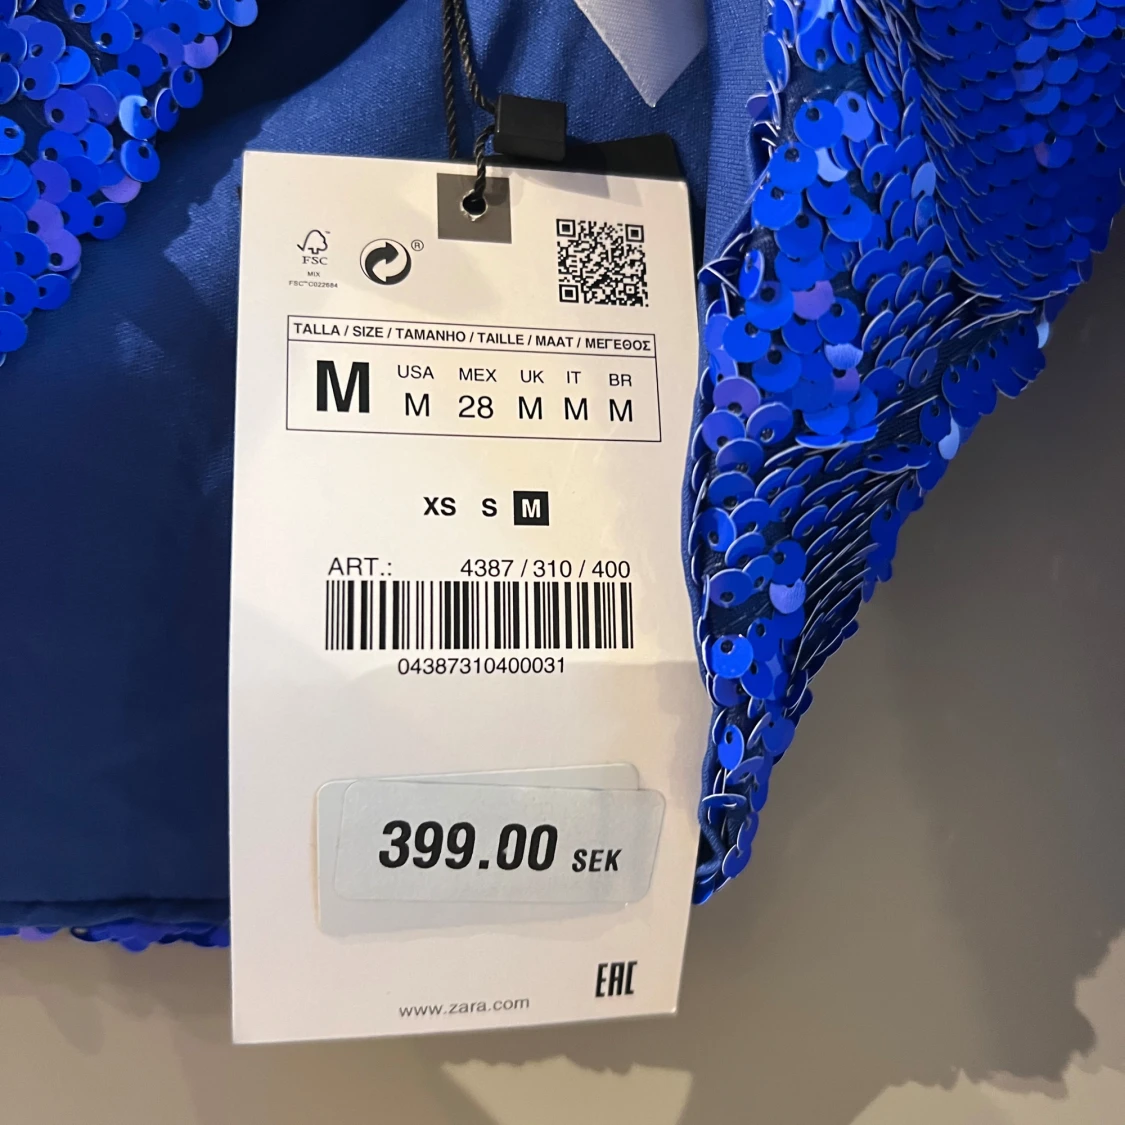 FSC
MIX
FSC™ C022684
®
TALLA / SIZE / TAMANHO / TAILLE / MAAT / ΜΕΓΕΘΟΣ
M
USA MEX UK IT BR
M 28 M M M
XS S M
ART.: 4387 / 310 / 400
04387310400031
399.00 SEK
EAC
www.zara.com